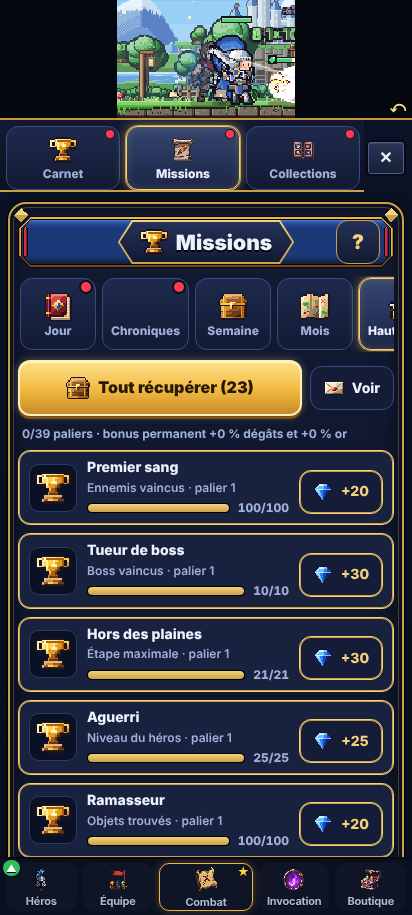 Carnet
Missions
Collections
Missions
?
Jour
Chroniques
Semaine
Mois
Tout récupérer (23)
Voir
0/39 paliers · bonus permanent +0 % dégâts et +0 % or
Premier sang
Ennemis vaincus · palier 1
100/100
+20
Tueur de boss
Boss vaincus · palier 1
10/10
+30
Hors des plaines
Étape maximale · palier 1
21/21
+30
Aguerri
Niveau du héros · palier 1
25/25
+25
Ramasseur
Objets trouvés · palier 1
100/100
+20
Héros
Équipe
Combat
Invocation
Boutique